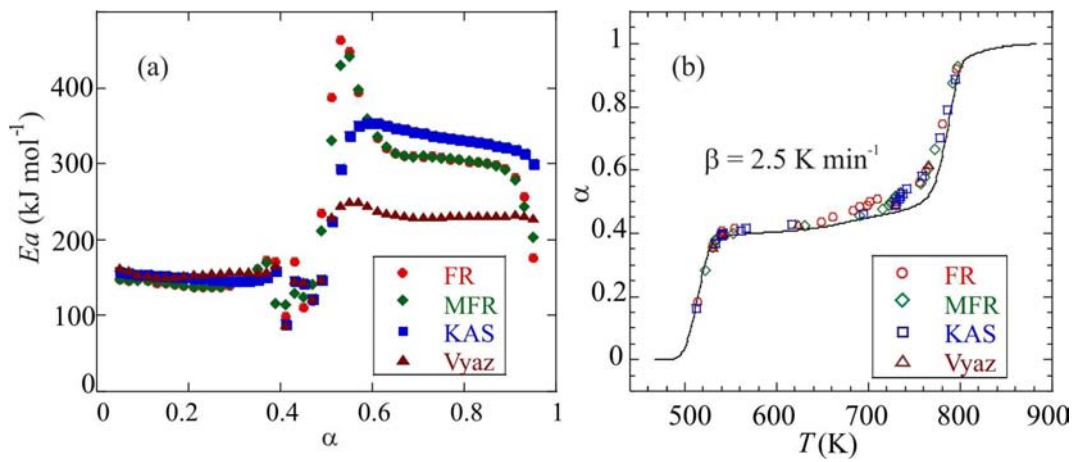 (a)
400
300
200
100
0
Ea (kJ mol⁻¹)
0
0.2
0.4
0.6
0.8
1
α
FR
MFR
KAS
Vyaz
(b)
β = 2.5 K min⁻¹
1
0.8
0.6
0.4
0.2
0
α
500
600
700
800
900
T (K)
FR
MFR
KAS
Vyaz